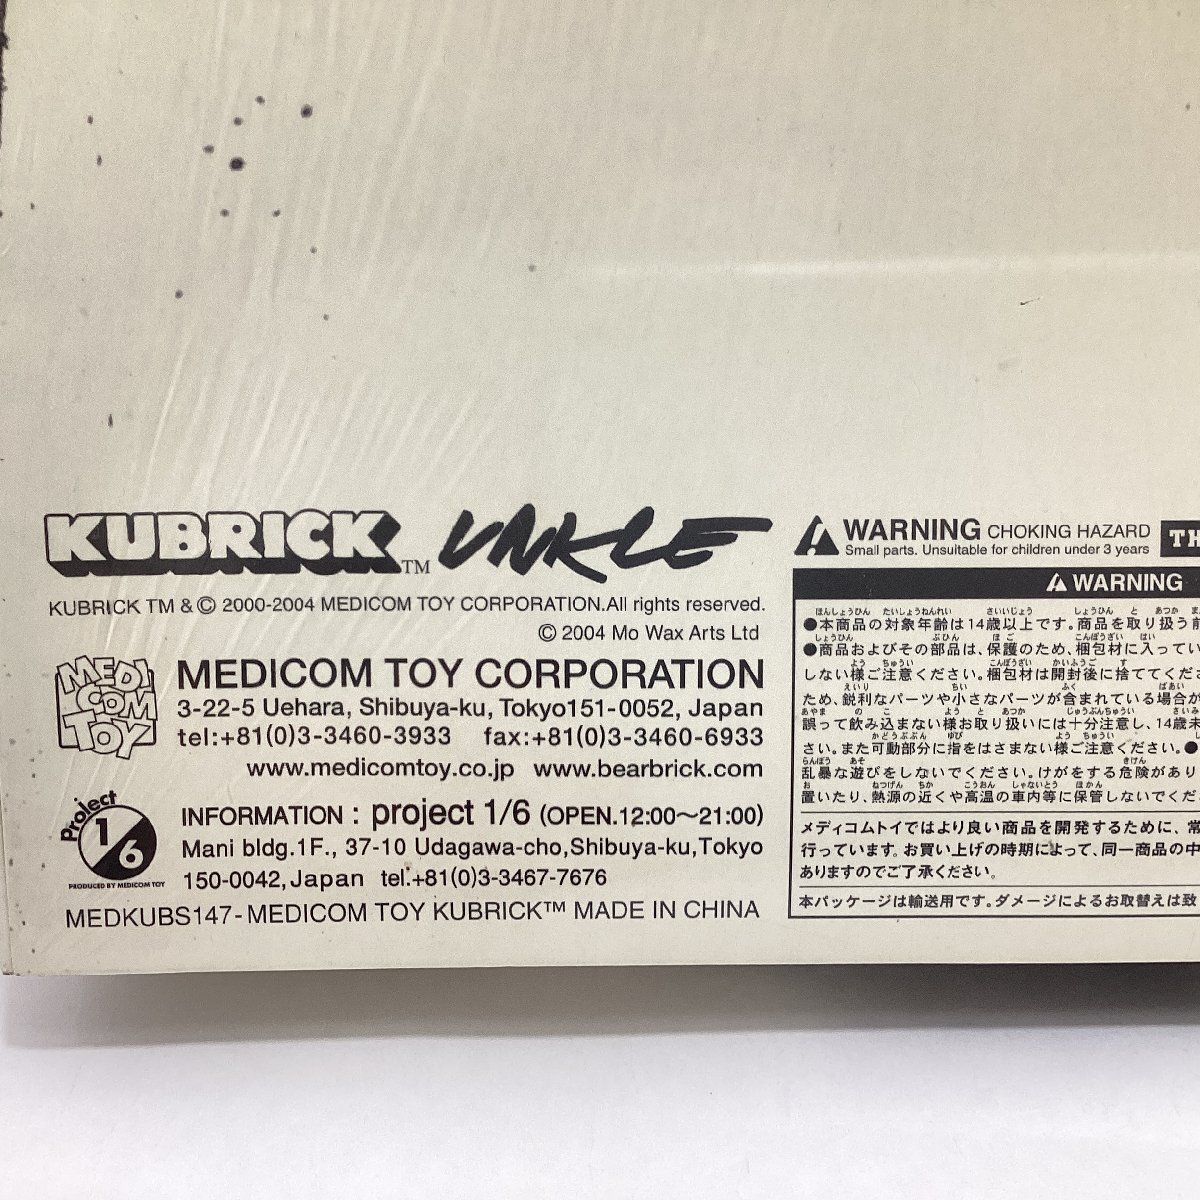 KUBRICK™ UNKLE
KUBRICK TM & © 2000-2004 MEDICOM TOY CORPORATION.All rights reserved.
© 2004 Mo Wax Arts Ltd
MEDICOM TOY
MEDICOM TOY CORPORATION
3-22-5 Uehara, Shibuya-ku, Tokyo151-0052, Japan
tel:+81(0)3-3460-3933 fax:+81(0)3-3460-6933
www.medicomtoy.co.jp www.bearbrick.com
Project 1/6
PRODUCED BY MEDICOM TOY
INFORMATION : project 1/6 (OPEN.12:00〜21:00)
Mani bldg.1F., 37-10 Udagawa-cho,Shibuya-ku,Tokyo
150-0042,Japan tel:+81(0)3-3467-7676
MEDKUBS147-MEDICOM TOY KUBRICK™ MADE IN CHINA
WARNING CHOKING HAZARD
Small parts. Unsuitable for children under 3 years
TH
WARNING
●本商品の対象年齢は14歳以上です。商品を取り扱う前
●商品およびその部品は、保護のため、梱包材に入ってい
しない様ご注意ください。梱包材は開封後に捨ててくださ
ため、鋭利なパーツや小さなパーツが含まれている場合が
誤って飲み込まない様お取り扱いには十分注意し、14歳未
さい。また可動部分に指をはさまない様ご注意ください。●
乱暴な遊びをしないでください。けがをする危険があり
置いたり、熱源の近くや高温の車内等に保管しないでくだ
メディコムトイではより良い商品を開発するために、常
行っています。お買い上げの時期によって、同一商品の中
ありますのでご了承ください。
本パッケージは輸送用です。ダメージによるお取替えは致